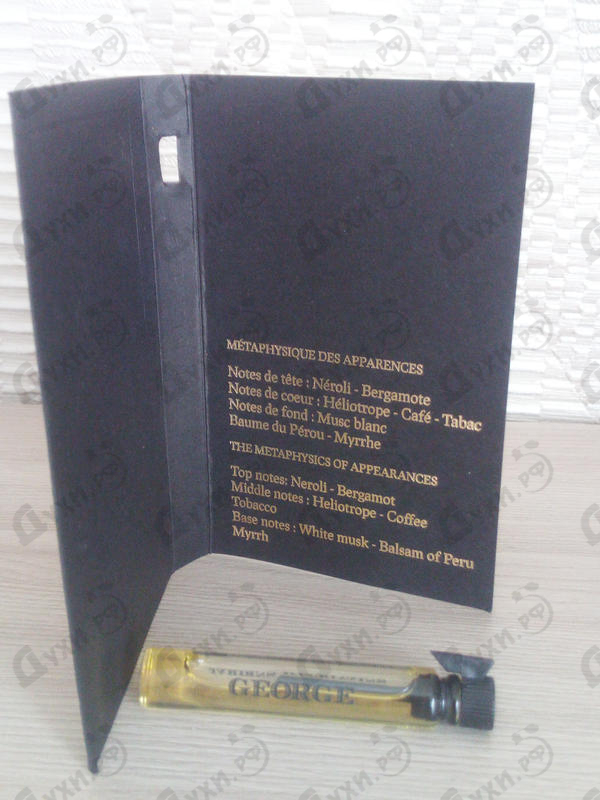 MÉTAPHYSIQUE DES APPARENCES
Notes de tête : Néroli - Bergamote
Notes de coeur : Héliotrope - Café - Tabac
Notes de fond : Musc blanc
Baume du Pérou - Myrrhe
THE METAPHYSICS OF APPEARANCES
Top notes: Neroli - Bergamot
Middle notes : Heliotrope - Coffee
Tobacco
Base notes : White musk - Balsam of Peru
Myrrh
GEORGE
Духи.РФ